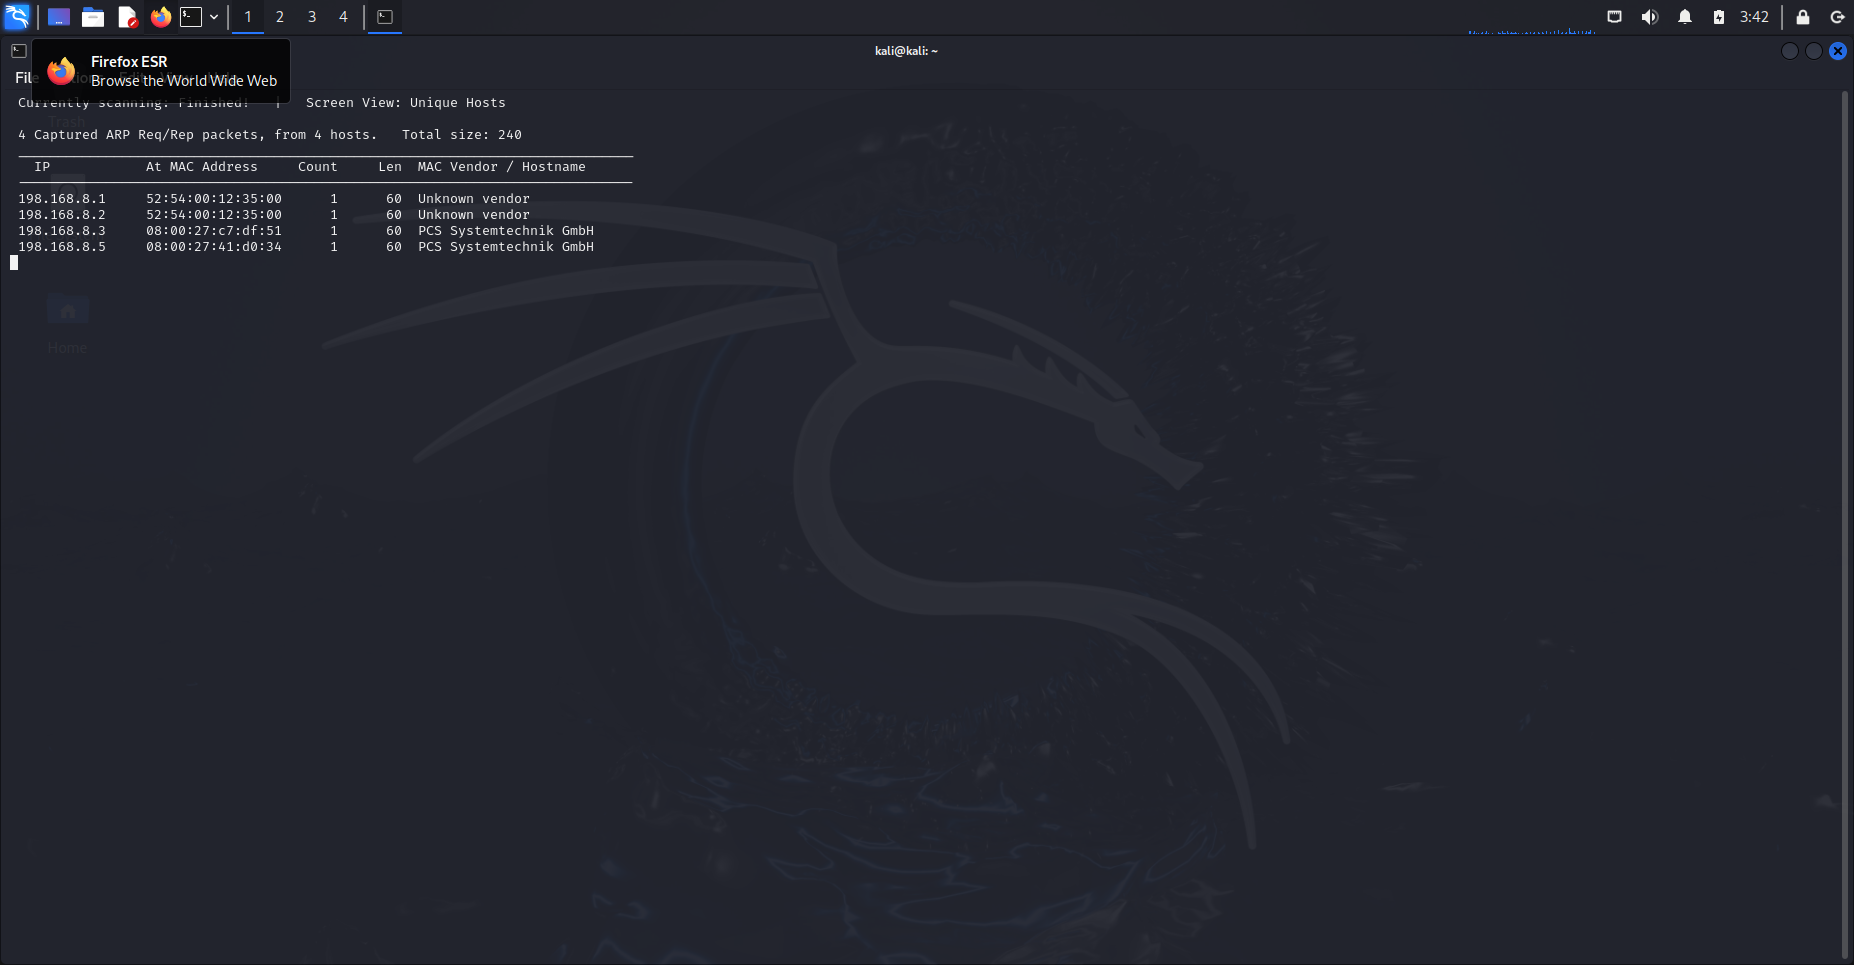 1 2 3 4
3:42
kali@kali: ~
Firefox ESR
File Edit
Browse the World Wide Web
Currently scanning: Finished! | Screen View: Unique Hosts
Trash
4 Captured ARP Req/Rep packets, from 4 hosts. Total size: 240
IP At MAC Address Count Len MAC Vendor / Hostname
198.168.8.1 52:54:00:12:35:00 1 60 Unknown vendor
198.168.8.2 52:54:00:12:35:00 1 60 Unknown vendor
198.168.8.3 08:00:27:c7:df:51 1 60 PCS Systemtechnik GmbH
198.168.8.5 08:00:27:41:d0:34 1 60 PCS Systemtechnik GmbH
Home